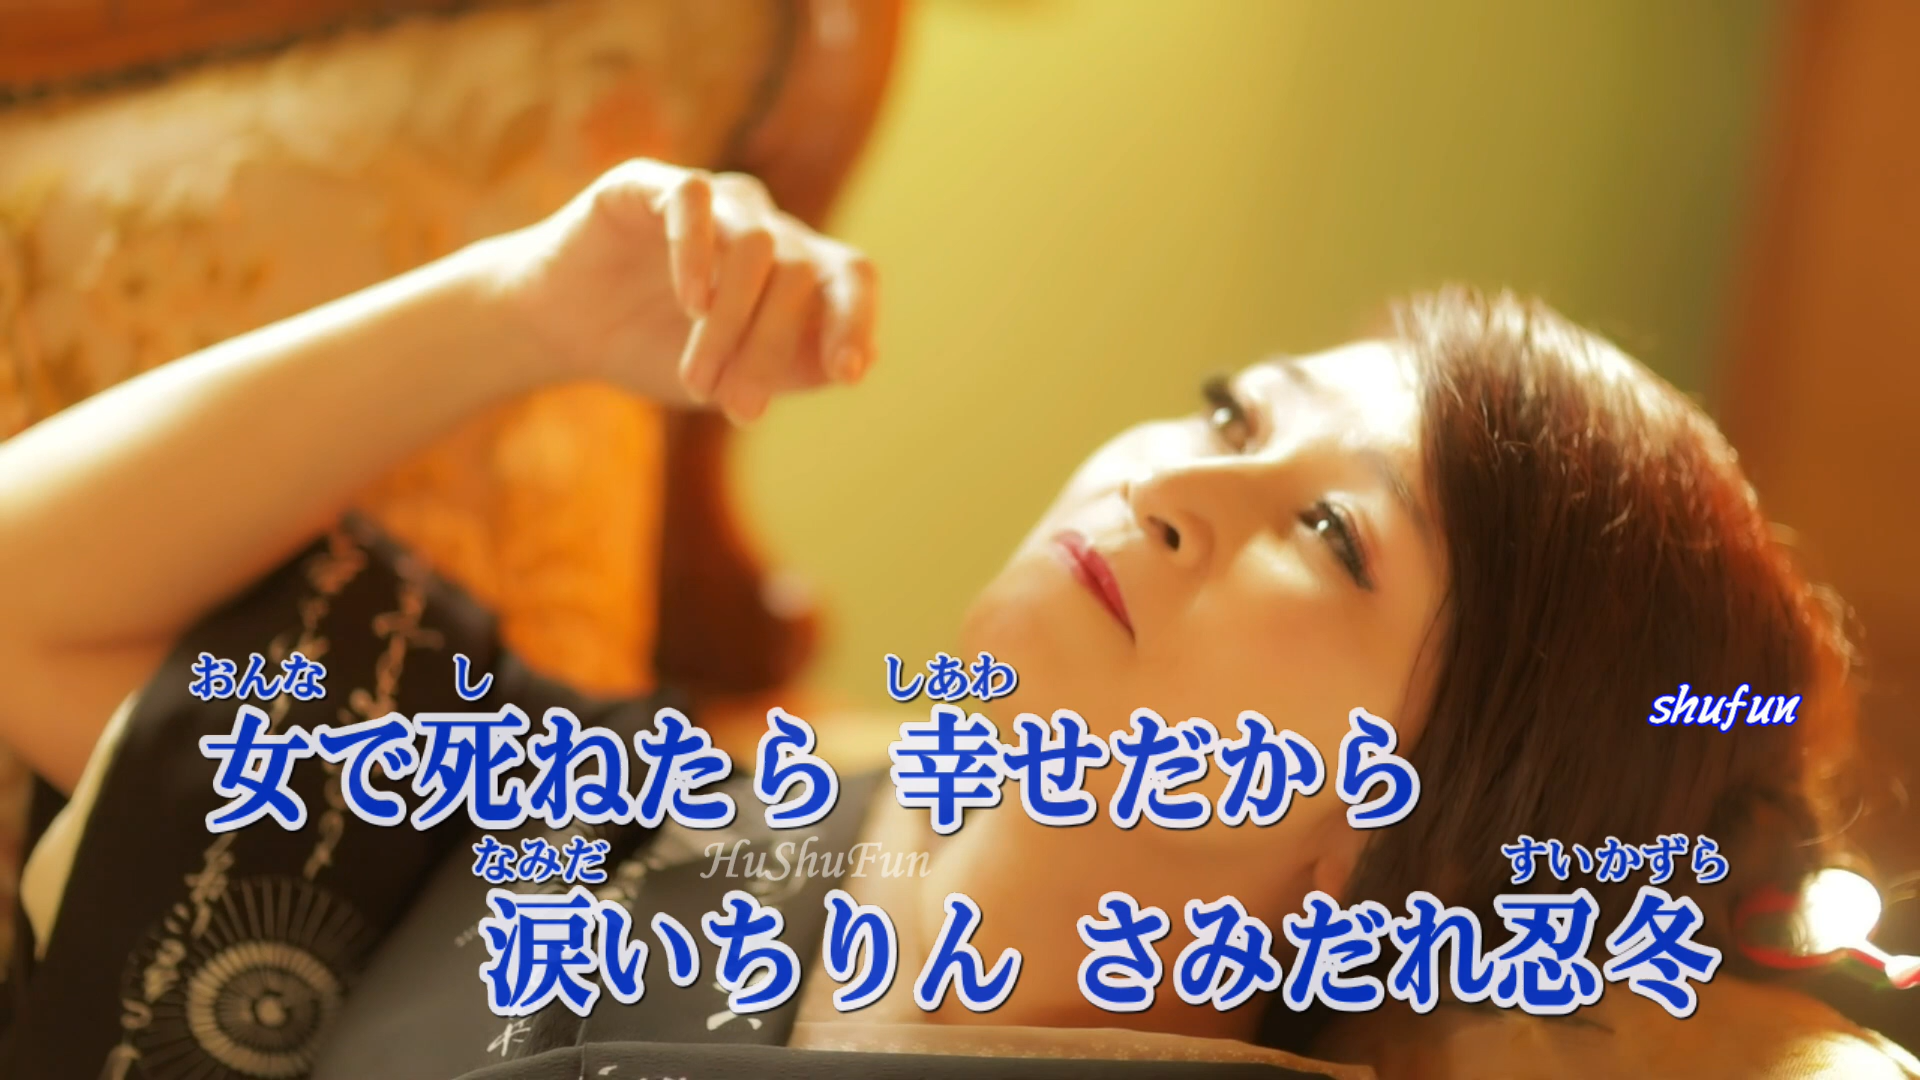 おんな し しあわ
女で死ねたら 幸せだから
shufun
なみだ すいかずら
HuShuFun
涙いちりん さみだれ忍冬